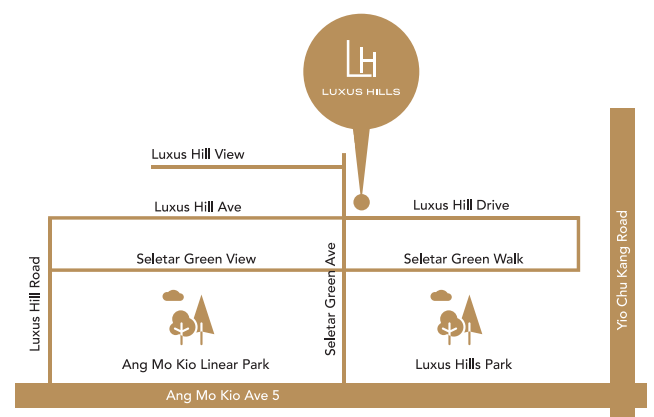 LH
LUXUS HILLS
Luxus Hill View
Luxus Hill Ave
Luxus Hill Drive
Seletar Green View
Seletar Green Walk
Luxus Hill Road
Seletar Green Ave
Yio Chu Kang Road
Ang Mo Kio Linear Park
Luxus Hills Park
Ang Mo Kio Ave 5